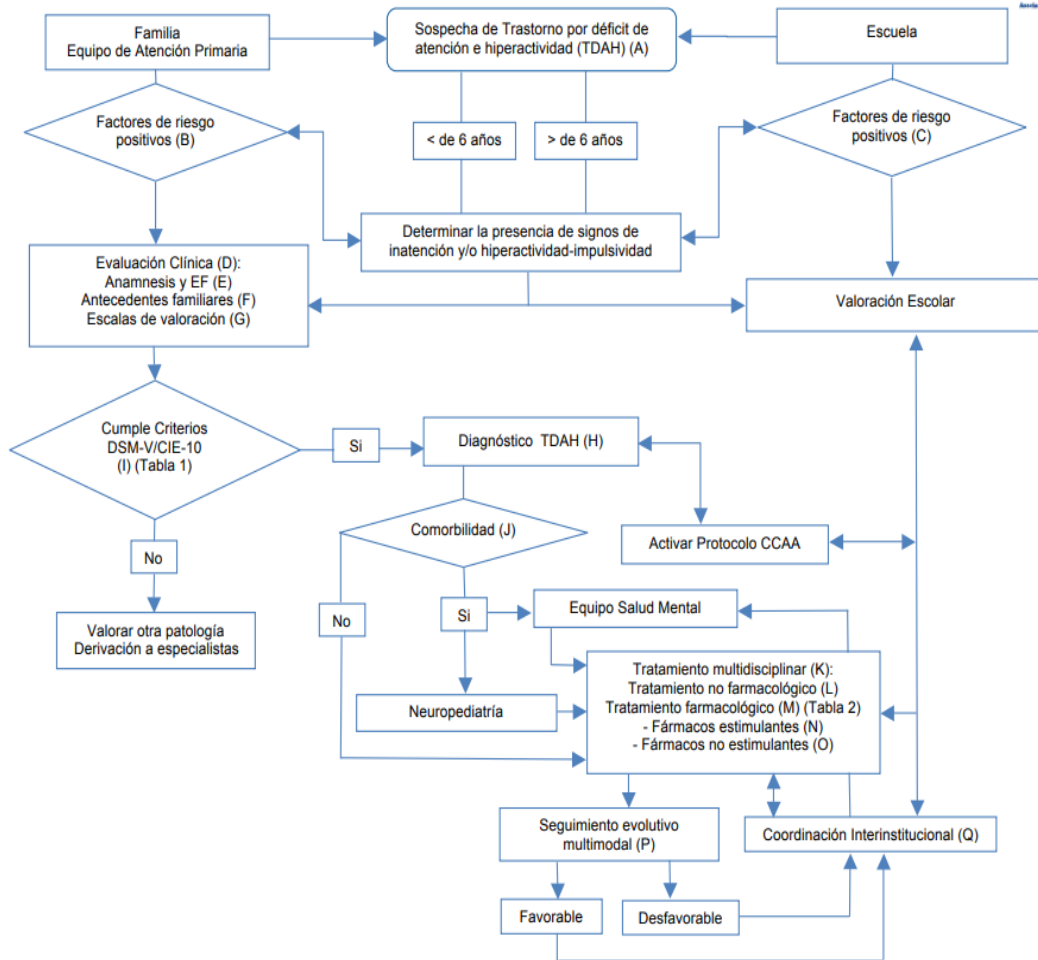 Familia
Equipo de Atención Primaria
Sospecha de Trastorno por déficit de
atención e hiperactividad (TDAH) (A)
Escuela
Factores de riesgo
positivos (B)
< de 6 años
> de 6 años
Factores de riesgo
positivos (C)
Determinar la presencia de signos de
inatención y/o hiperactividad-impulsividad
Evaluación Clínica (D):
Anamnesis y EF (E)
Antecedentes familiares (F)
Escalas de valoración (G)
Valoración Escolar
Cumple Criterios
DSM-V/CIE-10
(I) (Tabla 1)
Si
Diagnóstico TDAH (H)
Comorbilidad (J)
Activar Protocolo CCAA
No
Valorar otra patología
Derivación a especialistas
No
Si
Equipo Salud Mental
Neuropediatría
Tratamiento multidisciplinar (K):
Tratamiento no farmacológico (L)
Tratamiento farmacológico (M) (Tabla 2)
- Fármacos estimulantes (N)
- Fármacos no estimulantes (O)
Seguimiento evolutivo
multimodal (P)
Coordinación Interinstitucional (Q)
Favorable
Desfavorable